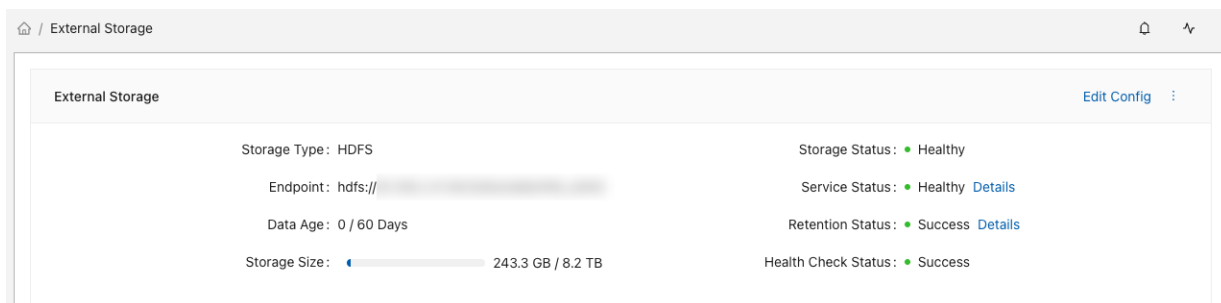 / External Storage
External Storage
Edit Config
Storage Type: HDFS
Storage Status: Healthy
Endpoint: hdfs://
Service Status: Healthy Details
Data Age: 0 / 60 Days
Retention Status: Success Details
Storage Size: 243.3 GB / 8.2 TB
Health Check Status: Success